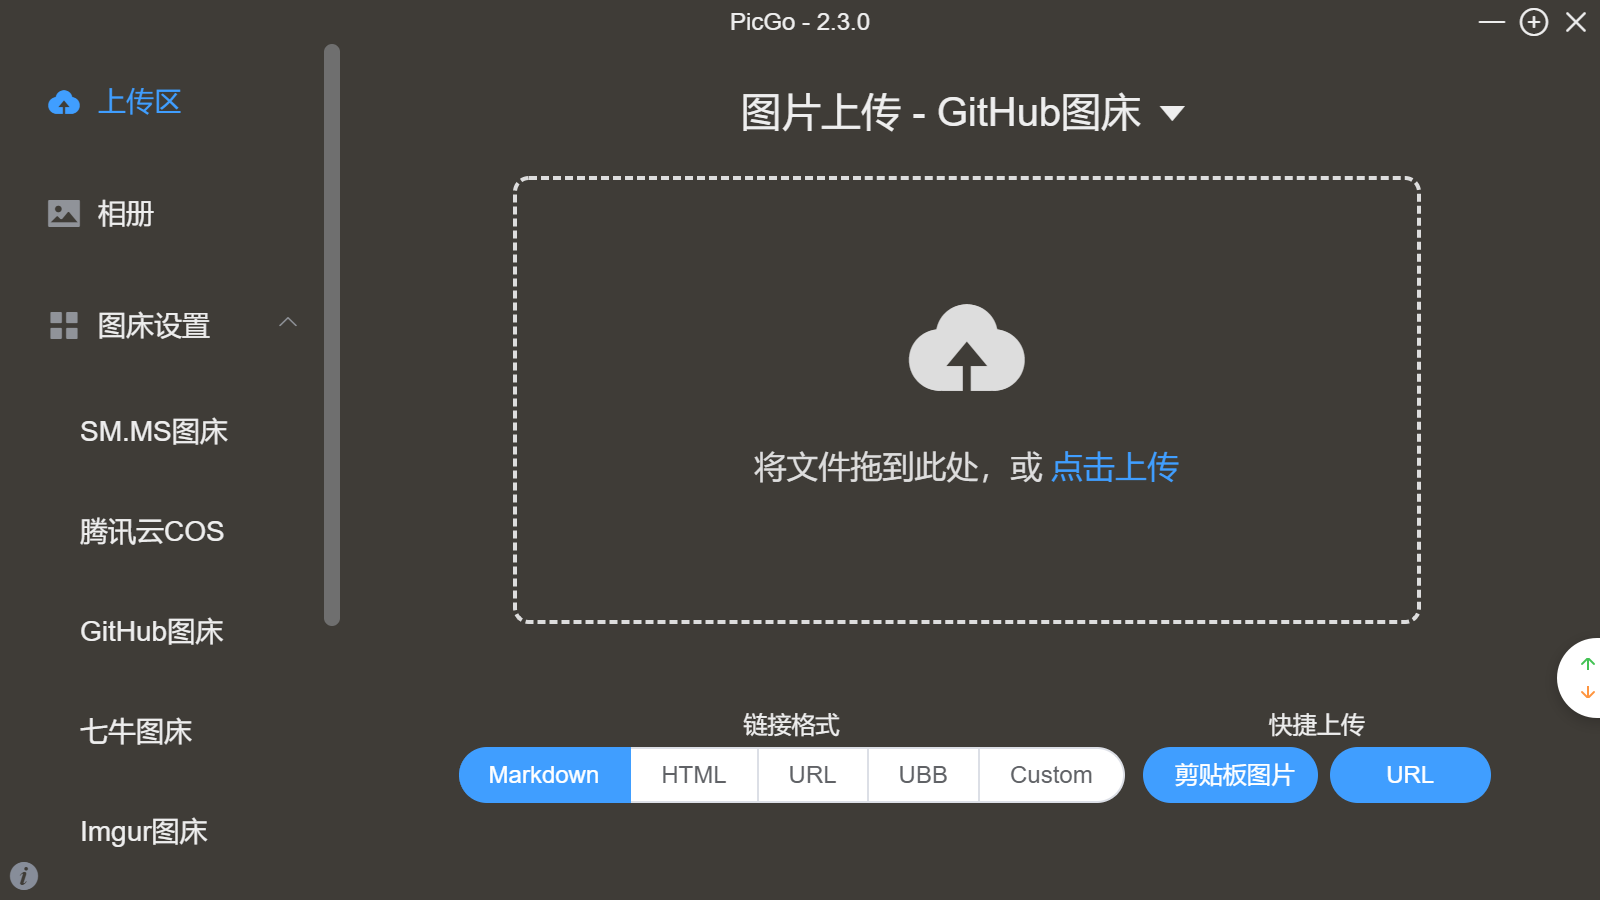 PicGo - 2.3.0
上传区
相册
图床设置
SM.MS图床
腾讯云COS
GitHub图床
七牛图床
Imgur图床
图片上传 - GitHub图床
将文件拖到此处，或 点击上传
链接格式
Markdown HTML URL UBB Custom
快捷上传
剪贴板图片 URL